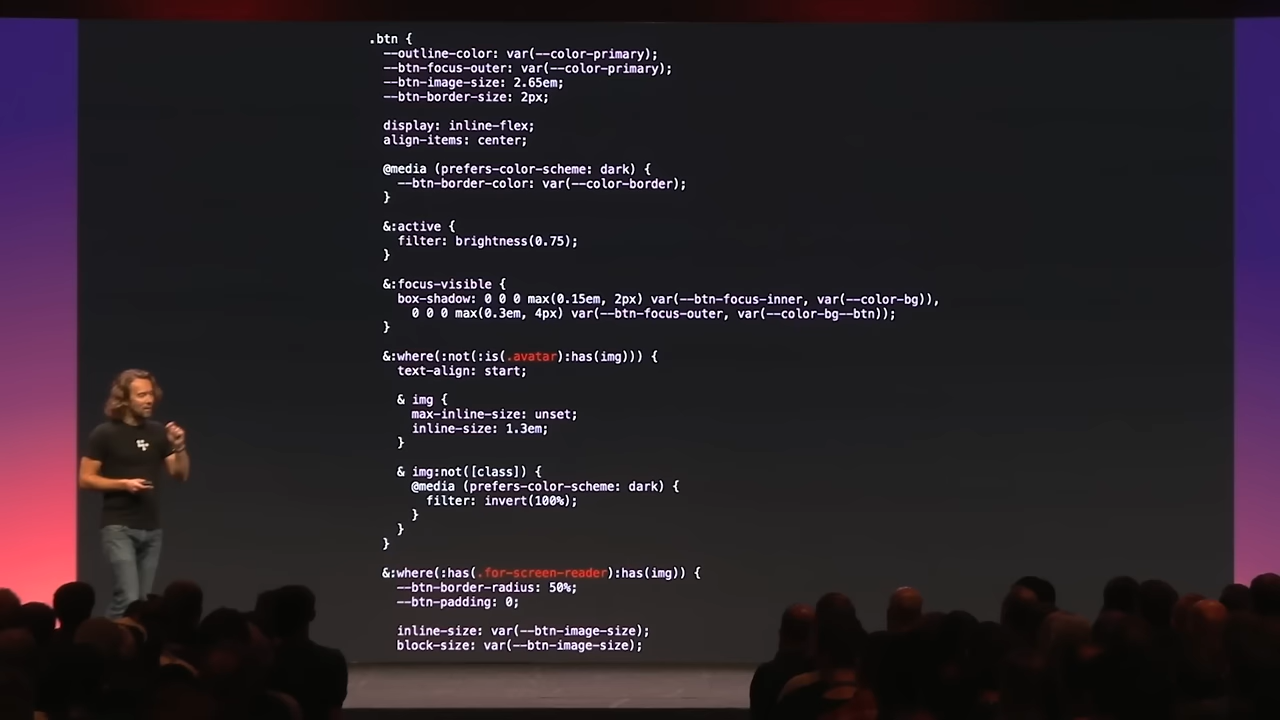 .btn {
--outline-color: var(--color-primary);
--btn-focus-outer: var(--color-primary);
--btn-image-size: 2.65em;
--btn-border-size: 2px;
display: inline-flex;
align-items: center;
@media (prefers-color-scheme: dark) {
--btn-border-color: var(--color-border);
}
&:active {
filter: brightness(0.75);
}
&:focus-visible {
box-shadow: 0 0 0 max(0.15em, 2px) var(--btn-focus-inner, var(--color-bg)),
0 0 0 max(0.3em, 4px) var(--btn-focus-outer, var(--color-bg--btn));
}
&:where(:not(:is(.avatar):has(img))) {
text-align: start;
& img {
max-inline-size: unset;
inline-size: 1.3em;
}
& img:not([class]) {
@media (prefers-color-scheme: dark) {
filter: invert(100%);
}
}
}
&:where(:has(.for-screen-reader):has(img)) {
--btn-border-radius: 50%;
--btn-padding: 0;
inline-size: var(--btn-image-size);
block-size: var(--btn-image-size);